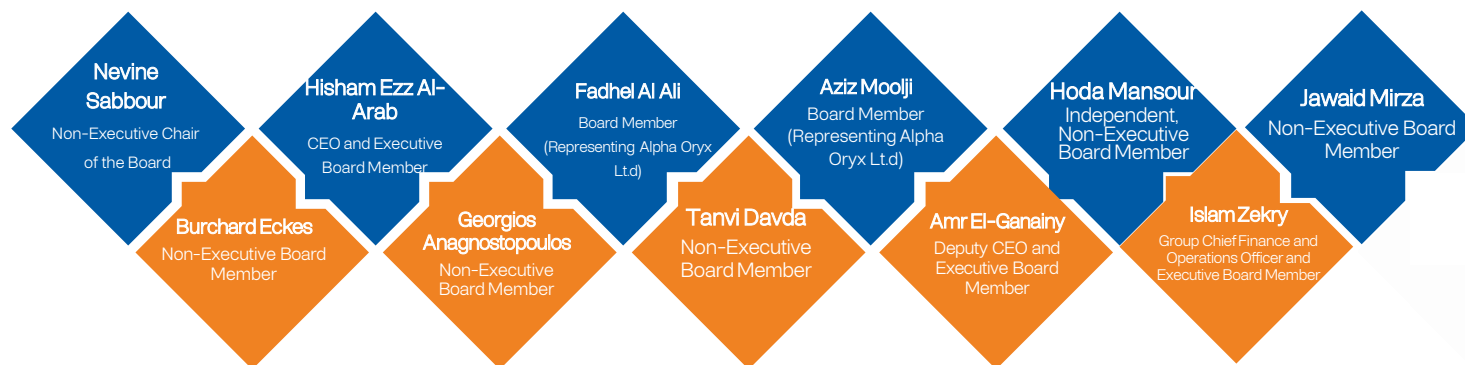 Nevine
Sabbour
Non-Executive Chair
of the Board
Hisham Ezz Al-
Arab
CEO and Executive
Board Member
Fadhel Al Ali
Board Member
(Representing Alpha Oryx
Lt.d)
Aziz Moolji
Board Member
(Representing Alpha
Oryx Lt.d)
Hoda Mansour
Independent,
Non-Executive
Board Member
Jawaid Mirza
Non-Executive Board
Member
Burchard Eckes
Non-Executive Board
Member
Georgios
Anagnostopoulos
Non-Executive
Board Member
Tanvi Davda
Non-Executive
Board Member
Amr El-Ganainy
Deputy CEO and
Executive Board
Member
Islam Zekry
Group Chief Finance and
Operations Officer and
Executive Board Member